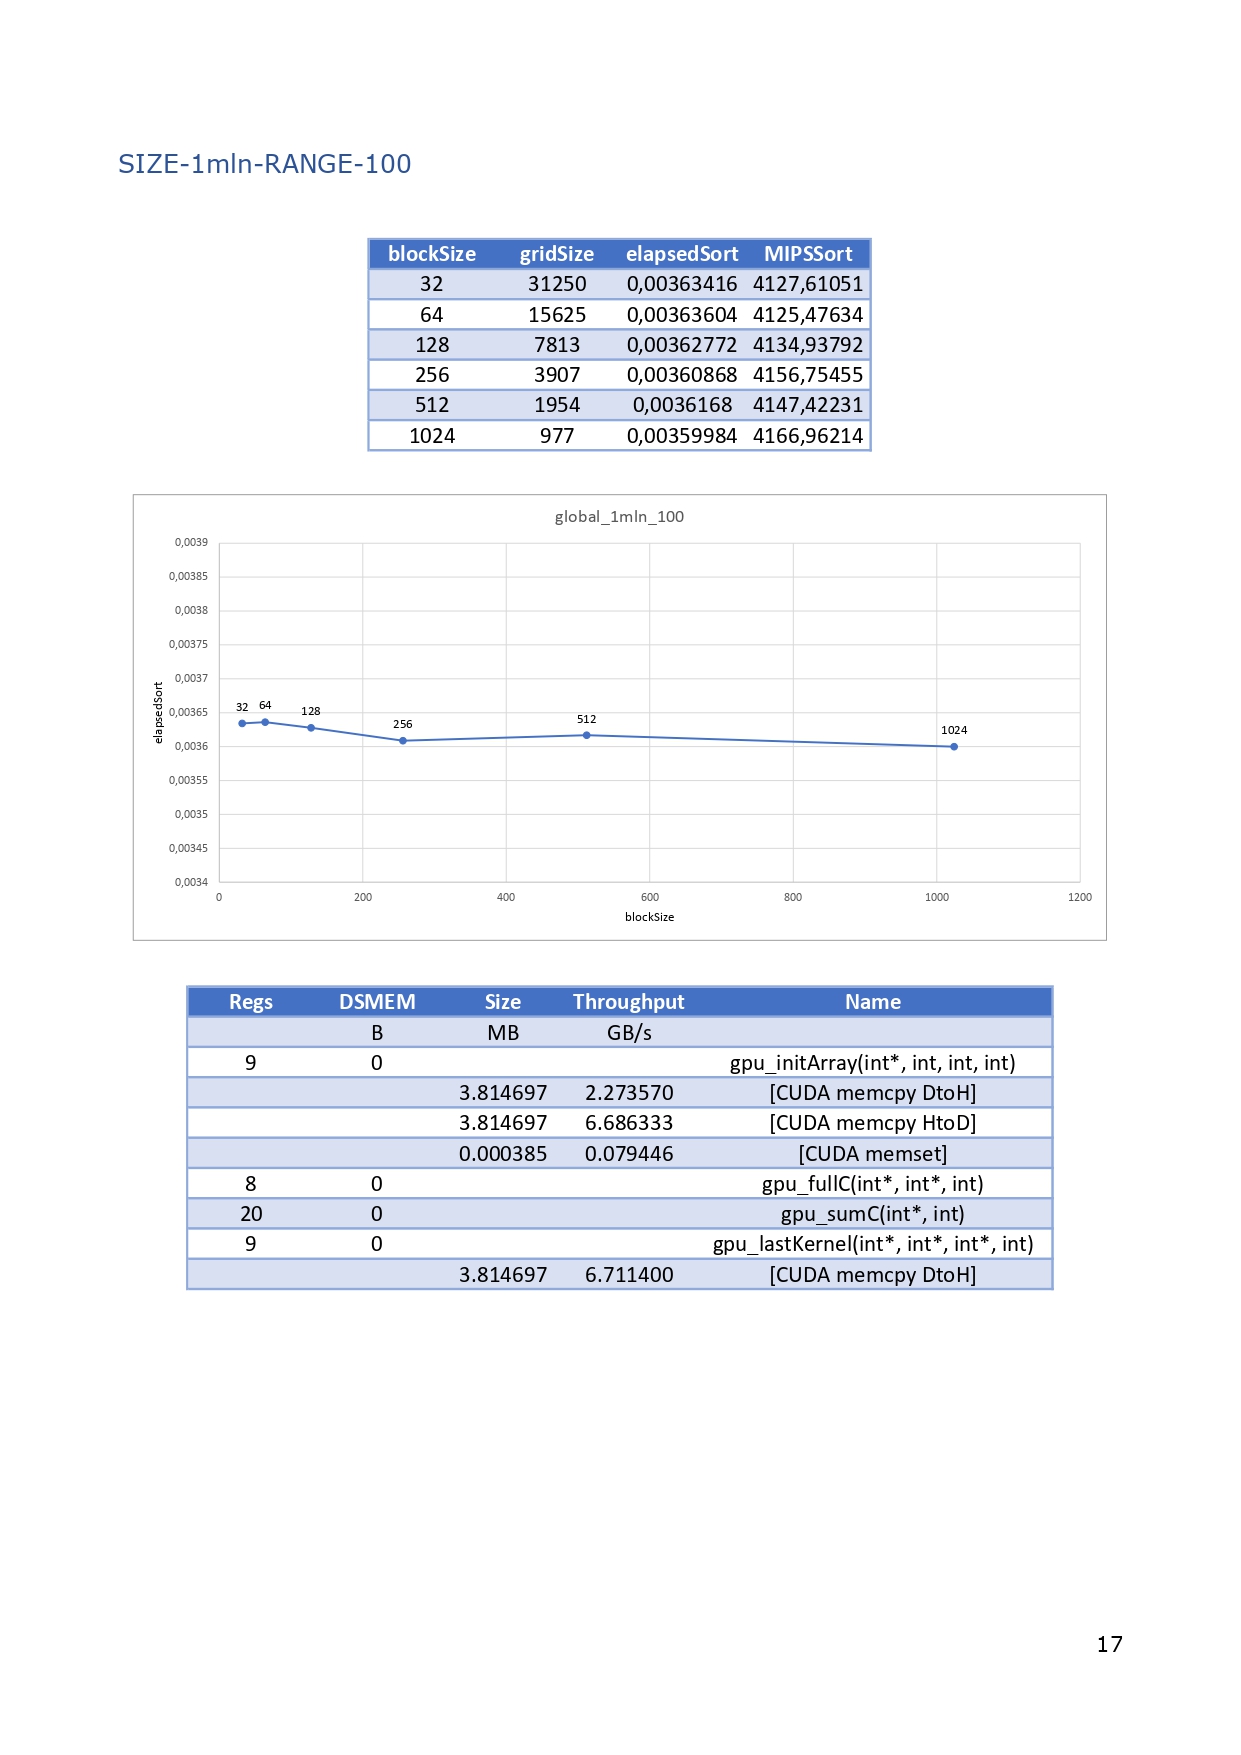 SIZE-1mln-RANGE-100
blockSize gridSize elapsedSort MIPSSort
32 31250 0,00363416 4127,61051
64 15625 0,00363604 4125,47634
128 7813 0,00362772 4134,93792
256 3907 0,00360868 4156,75455
512 1954 0,0036168 4147,42231
1024 977 0,00359984 4166,96214
global_1mln_100
0,0039
0,00385
0,0038
0,00375
0,0037
0,00365
0,0036
0,00355
0,0035
0,00345
0,0034
elapsedSort
32 64 128 256 512 1024
0 200 400 600 800 1000 1200
blockSize
Regs DSMEM Size Throughput Name
B MB GB/s
9 0 gpu_initArray(int*, int, int, int)
3.814697 2.273570 [CUDA memcpy DtoH]
3.814697 6.686333 [CUDA memcpy HtoD]
0.000385 0.079446 [CUDA memset]
8 0 gpu_fullC(int*, int*, int)
20 0 gpu_sumC(int*, int)
9 0 gpu_lastKernel(int*, int*, int*, int)
3.814697 6.711400 [CUDA memcpy DtoH]
17